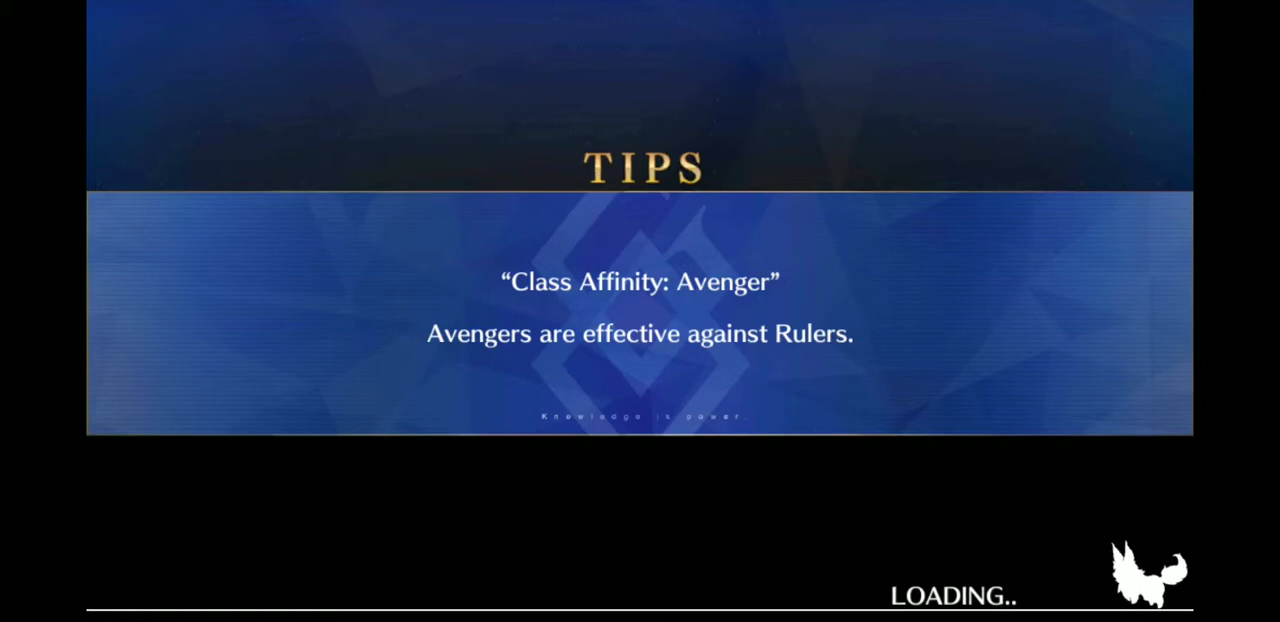 TIPS
“Class Affinity: Avenger”
Avengers are effective against Rulers.
Knowledge is power.
LOADING..